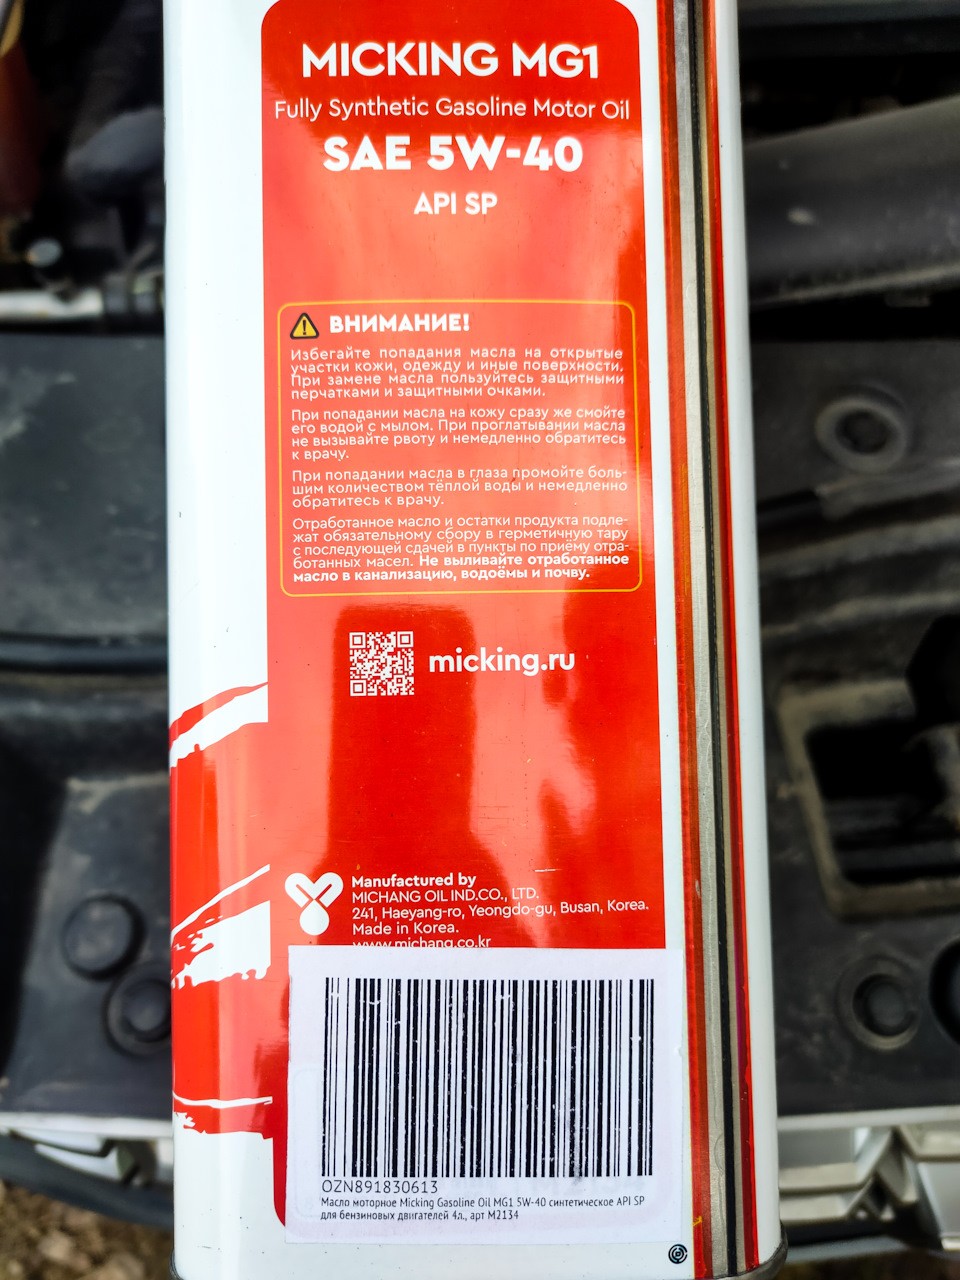 MICKING MG1
Fully Synthetic Gasoline Motor Oil
SAE 5W-40
API SP
ВНИМАНИЕ!
Избегайте попадания масла на открытые
участки кожи, одежду и иные поверхности.
При замене масла пользуйтесь защитными
перчатками и защитными очками.
При попадании масла на кожу сразу же смойте
его водой с мылом. При проглатывании масла
не вызывайте рвоту и немедленно обратитесь
к врачу.
При попадании масла в глаза промойте боль-
шим количеством тёплой воды и немедленно
обратитесь к врачу.
Отработанное масло и остатки продукта подле-
жат обязательному сбору в герметичную тару
с последующей сдачей в пункты по приёму отра-
ботанных масел. Не выливайте отработанное
масло в канализацию, водоёмы и почву.
micking.ru
Manufactured by
MICHANG OIL IND.CO., LTD.
241, Haeyang-ro, Yeongdo-gu, Busan, Korea.
Made in Korea.
www.michang.co.kr
OZN891830613
Масло моторное Micking Gasoline Oil MG1 5W-40 синтетическое API SP
для бензиновых двигателей 4л., арт M2134